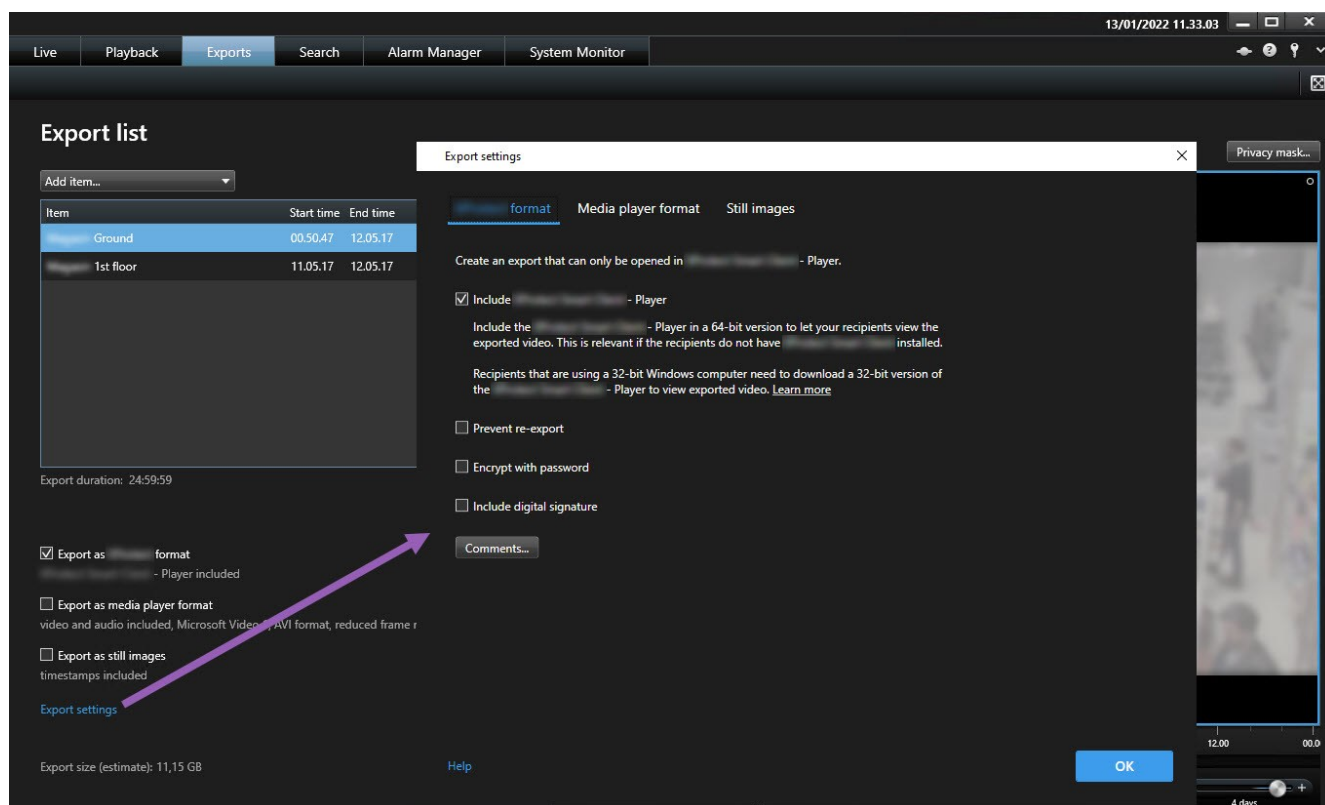 13/01/2022 11.33.03
Live Playback Exports Search Alarm Manager System Monitor
Export list
Export settings
Privacy mask...
Add item...
Item Start time End time
Ground 00.50.47 12.05.17
1st floor 11.05.17 12.05.17
format Media player format Still images
Create an export that can only be opened in - Player.
Include - Player
Include the - Player in a 64-bit version to let your recipients view the
exported video. This is relevant if the recipients do not have installed.
Recipients that are using a 32-bit Windows computer need to download a 32-bit version of
the - Player to view exported video. Learn more
Prevent re-export
Encrypt with password
Include digital signature
Comments...
Export duration: 24:59:59
Export as format
- Player included
Export as media player format
video and audio included, Microsoft Video AVI format, reduced frame
Export as still images
timestamps included
Export settings
Export size (estimate): 11,15 GB
Help
OK
12.00 00.0
4 days